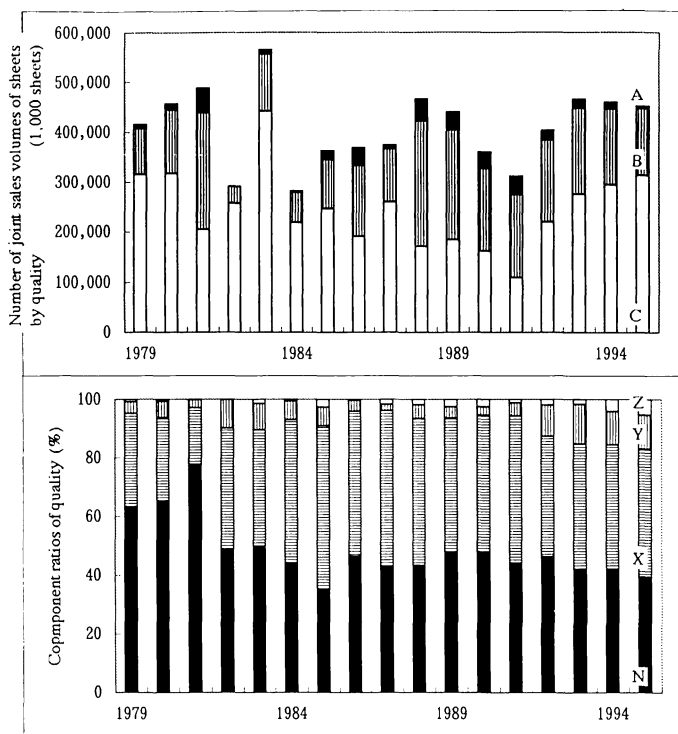 Number of joint sales volumes of sheets
by quality (1,000 sheets)
600,000
500,000
400,000
300,000
200,000
100,000
0
A
B
C
1979
1984
1989
1994
Copmponent ratios of quality (%)
100
80
60
40
20
0
Z
Y
X
N
1979
1984
1989
1994